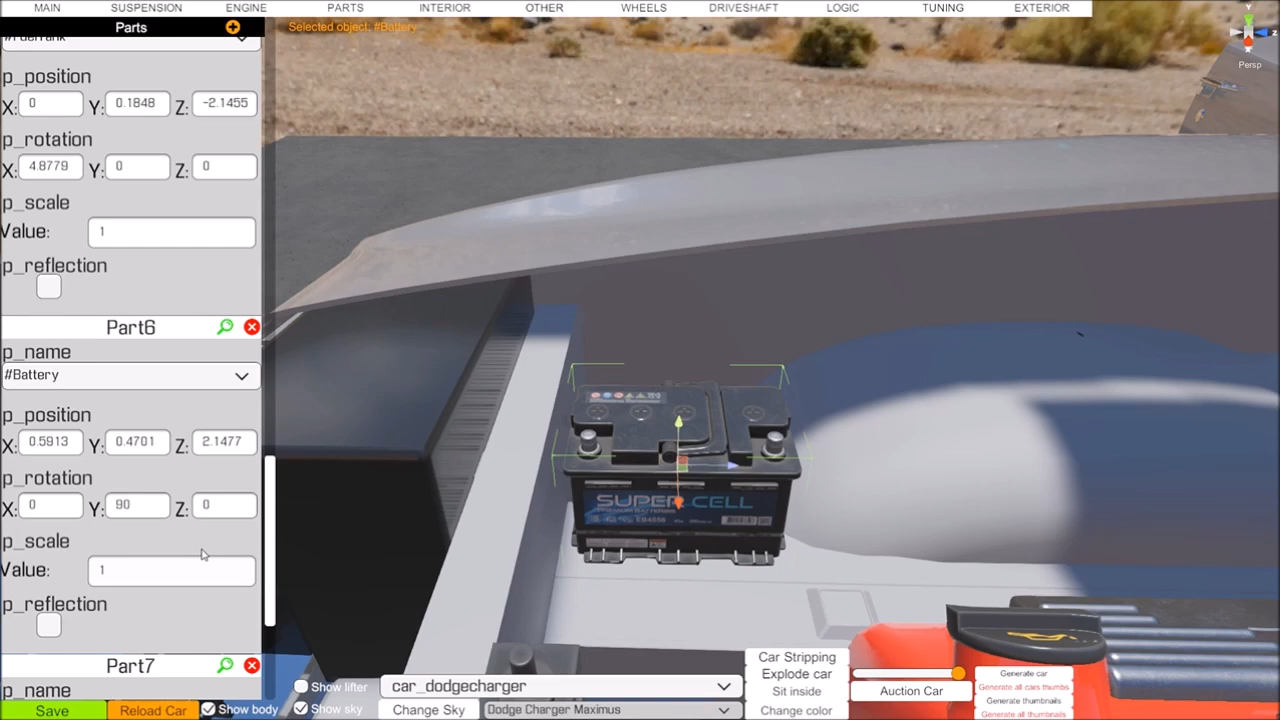 MAIN SUSPENSION ENGINE PARTS INTERIOR OTHER WHEELS DRIVESHAFT LOGIC TUNING EXTERIOR
Parts
Selected object: #Battery
#FuelTank
p_position
X: 0 Y: 0.1848 Z: -2.1455
p_rotation
X: 4.8779 Y: 0 Z: 0
p_scale
Value: 1
p_reflection
Part6
p_name
#Battery
p_position
X: 0.5913 Y: 0.4701 Z: 2.1477
p_rotation
X: 0 Y: 90 Z: 0
p_scale
Value: 1
p_reflection
Part7
p_name
Save
Reload Car
Show lifter
Show body
Show sky
car_dodgecharger
Change Sky
Dodge Charger Maximus
Car Stripping
Explode car
Sit inside
Change color
Auction Car
Generate car
Generate all cars thumbs
Generate thumbnails
Generate all thumbnails
Y
Z
Persp
SUPER CELL
PREMIUM BATTERIES